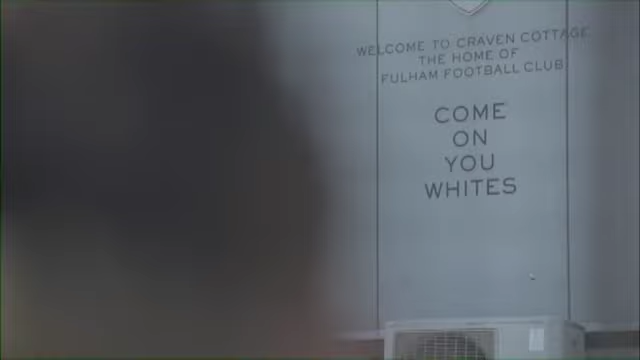 WELCOME TO CRAVEN COTTAGE
THE HOME OF
FULHAM FOOTBALL CLUB
COME
ON
YOU
WHITES